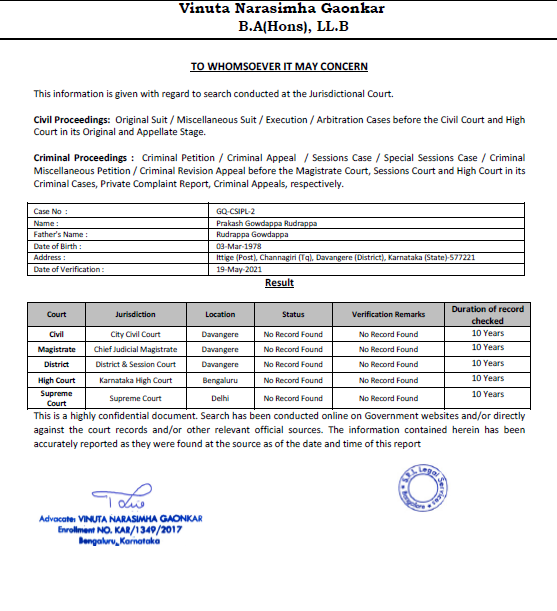 Vinuta Narasimha Gaonkar
B.A(Hons), LL.B
TO WHOMSOEVER IT MAY CONCERN
This information is given with regard to search conducted at the Jurisdictional Court.
Civil Proceedings: Original Suit / Miscellaneous Suit / Execution / Arbitration Cases before the Civil Court and High
Court in its Original and Appellate Stage.
Criminal Proceedings : Criminal Petition / Criminal Appeal / Sessions Case / Special Sessions Case / Criminal
Miscellaneous Petition / Criminal Revision Appeal before the Magistrate Court, Sessions Court and High Court in its
Criminal Cases, Private Complaint Report, Criminal Appeals, respectively.
Case No : GQ-CSIPL-2
Name : Prakash Gowdappa Rudrappa
Father's Name : Rudrappa Gowdappa
Date of Birth : 03-Mar-1978
Address : Ittige (Post), Channagiri (Tq), Davangere (District), Karnataka (State)-577221
Date of Verification : 19-May-2021
Result
Court Jurisdiction Location Status Verification Remarks Duration of record
checked
Civil City Civil Court Davangere No Record Found No Record Found 10 Years
Magistrate Chief Judicial Magistrate Davangere No Record Found No Record Found 10 Years
District District & Session Court Davangere No Record Found No Record Found 10 Years
High Court Karnataka High Court Bengaluru No Record Found No Record Found 10 Years
Supreme
Court Supreme Court Delhi No Record Found No Record Found 10 Years
This is a highly confidential document. Search has been conducted online on Government websites and/or directly
against the court records and/or other relevant official sources. The information contained herein has been
accurately reported as they were found at the source as of the date and time of this report
Advocate: VINUTA NARASIMHA GAONKAR
Enrollment NO. KAR/1349/2017
Bengaluru, Karnataka
Legal Services